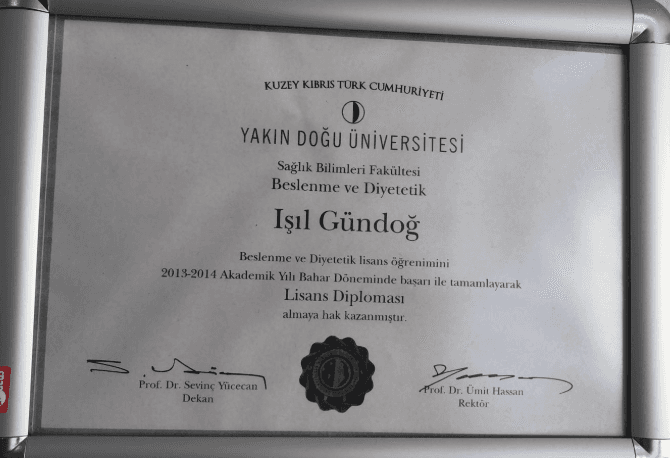 KUZEY KIBRIS TÜRK CUMHURİYETİ
YAKIN DOĞU ÜNİVERSİTESİ
Sağlık Bilimleri Fakültesi
Beslenme ve Diyetetik
Işıl Gündoğ
Beslenme ve Diyetetik lisans öğrenimini
2013-2014 Akademik Yılı Bahar Döneminde başarı ile tamamlayarak
Lisans Diploması
almaya hak kazanmıştır.
Prof. Dr. Sevinç Yücecan
Dekan
Prof. Dr. Ümit Hassan
Rektör